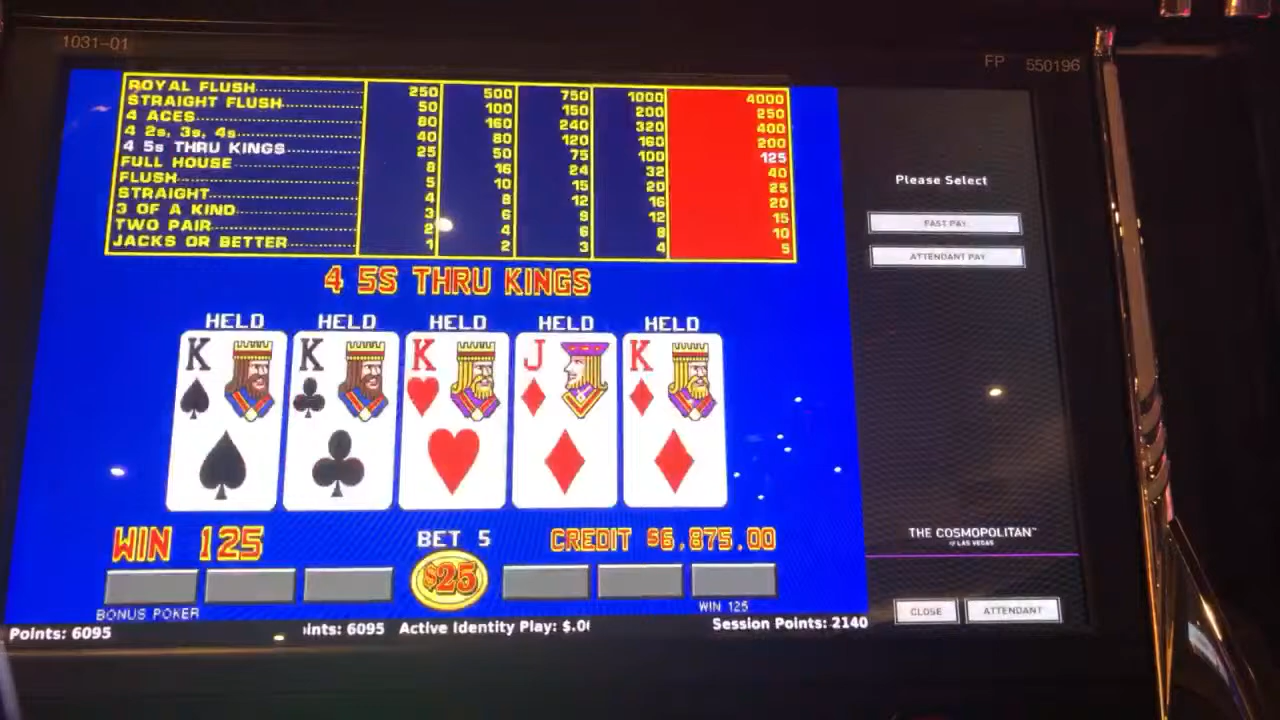 1031-01
FP 550196
ROYAL FLUSH 250 500 750 1000 4000
STRAIGHT FLUSH 50 100 150 200 250
4 ACES 80 160 240 320 400
4 2s, 3s, 4s 40 80 120 160 200
4 5s THRU KINGS 25 50 75 100 125
FULL HOUSE 8 16 24 32 40
FLUSH 5 10 15 20 25
STRAIGHT 4 8 12 16 20
3 OF A KIND 3 6 9 12 15
TWO PAIR 2 4 6 8 10
JACKS OR BETTER 1 2 3 4 5
Please Select
FAST PAY
ATTENDANT PAY
4 5S THRU KINGS
HELD HELD HELD HELD HELD
K K K J K
THE COSMOPOLITAN™
of LAS VEGAS
WIN 125 BET 5 CREDIT $6,875.00
$25
BONUS POKER WIN 125
CLOSE ATTENDANT
Points: 6095 ints: 6095 Active Identity Play: $.0 Session Points: 2140